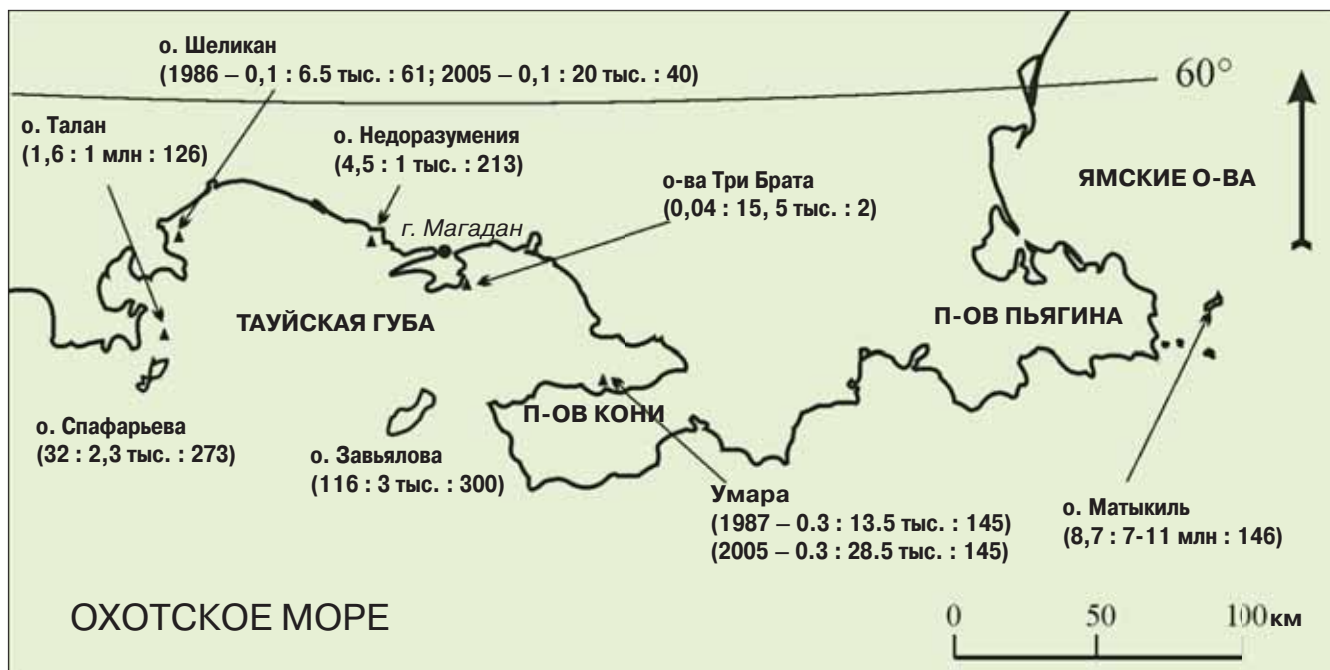 о. Шеликан
(1986 – 0,1 : 6.5 тыс. : 61; 2005 – 0,1 : 20 тыс. : 40)
60°
о. Талан
(1,6 : 1 млн : 126)
о. Недоразумения
(4,5 : 1 тыс. : 213)
о-ва Три Брата
(0,04 : 15, 5 тыс. : 2)
ЯМСКИЕ О-ВА
г. Магадан
ТАУЙСКАЯ ГУБА
П-ОВ ПЬЯГИНА
П-ОВ КОНИ
о. Спафарьева
(32 : 2,3 тыс. : 273)
о. Завьялова
(116 : 3 тыс. : 300)
Умара
(1987 – 0.3 : 13.5 тыс. : 145)
(2005 – 0.3 : 28.5 тыс. : 145)
о. Матыкиль
(8,7 : 7-11 млн : 146)
ОХОТСКОЕ МОРЕ
0 50 100 км